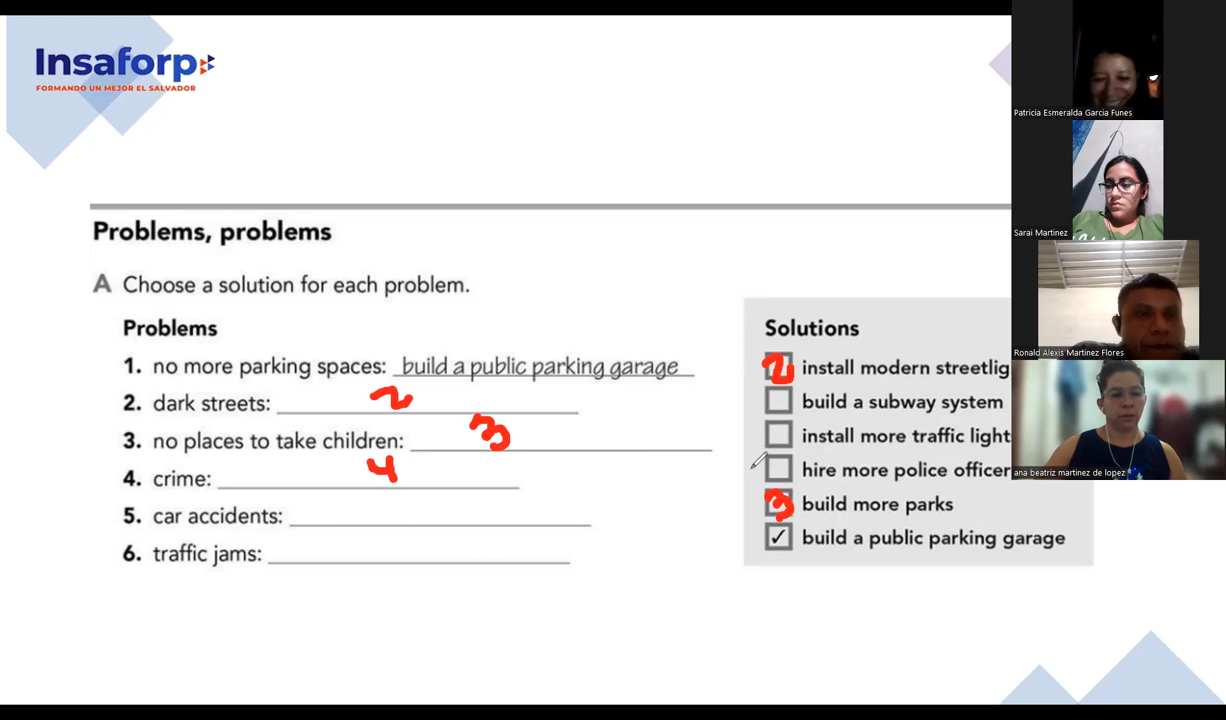 Insaforp
FORMANDO UN MEJOR EL SALVADOR
Problems, problems
A Choose a solution for each problem.
Problems
1. no more parking spaces: build a public parking garage
2. dark streets: 2
3. no places to take children: 3
4. crime: 4
5. car accidents:
6. traffic jams:
Solutions
2 install modern streetlig
build a subway system
install more traffic light
hire more police officer
3 build more parks
✓ build a public parking garage
Patricia Esmeralda Garcia Funes
Sarai Martinez
Ronald Alexis Martinez Flores
ana beatriz martinez de lopez